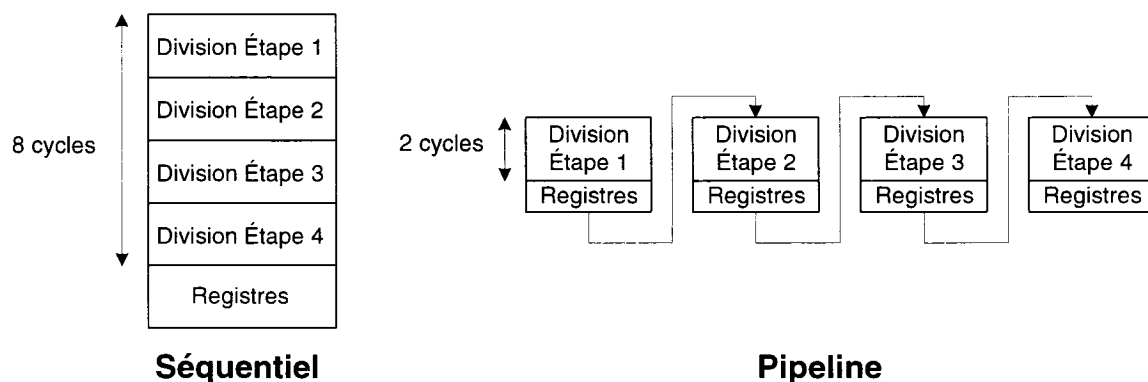 8 cycles
Division Étape 1
Division Étape 2
Division Étape 3
Division Étape 4
Registres
Séquentiel
2 cycles
Division
Étape 1
Registres
Division
Étape 2
Registres
Division
Étape 3
Registres
Division
Étape 4
Registres
Pipeline